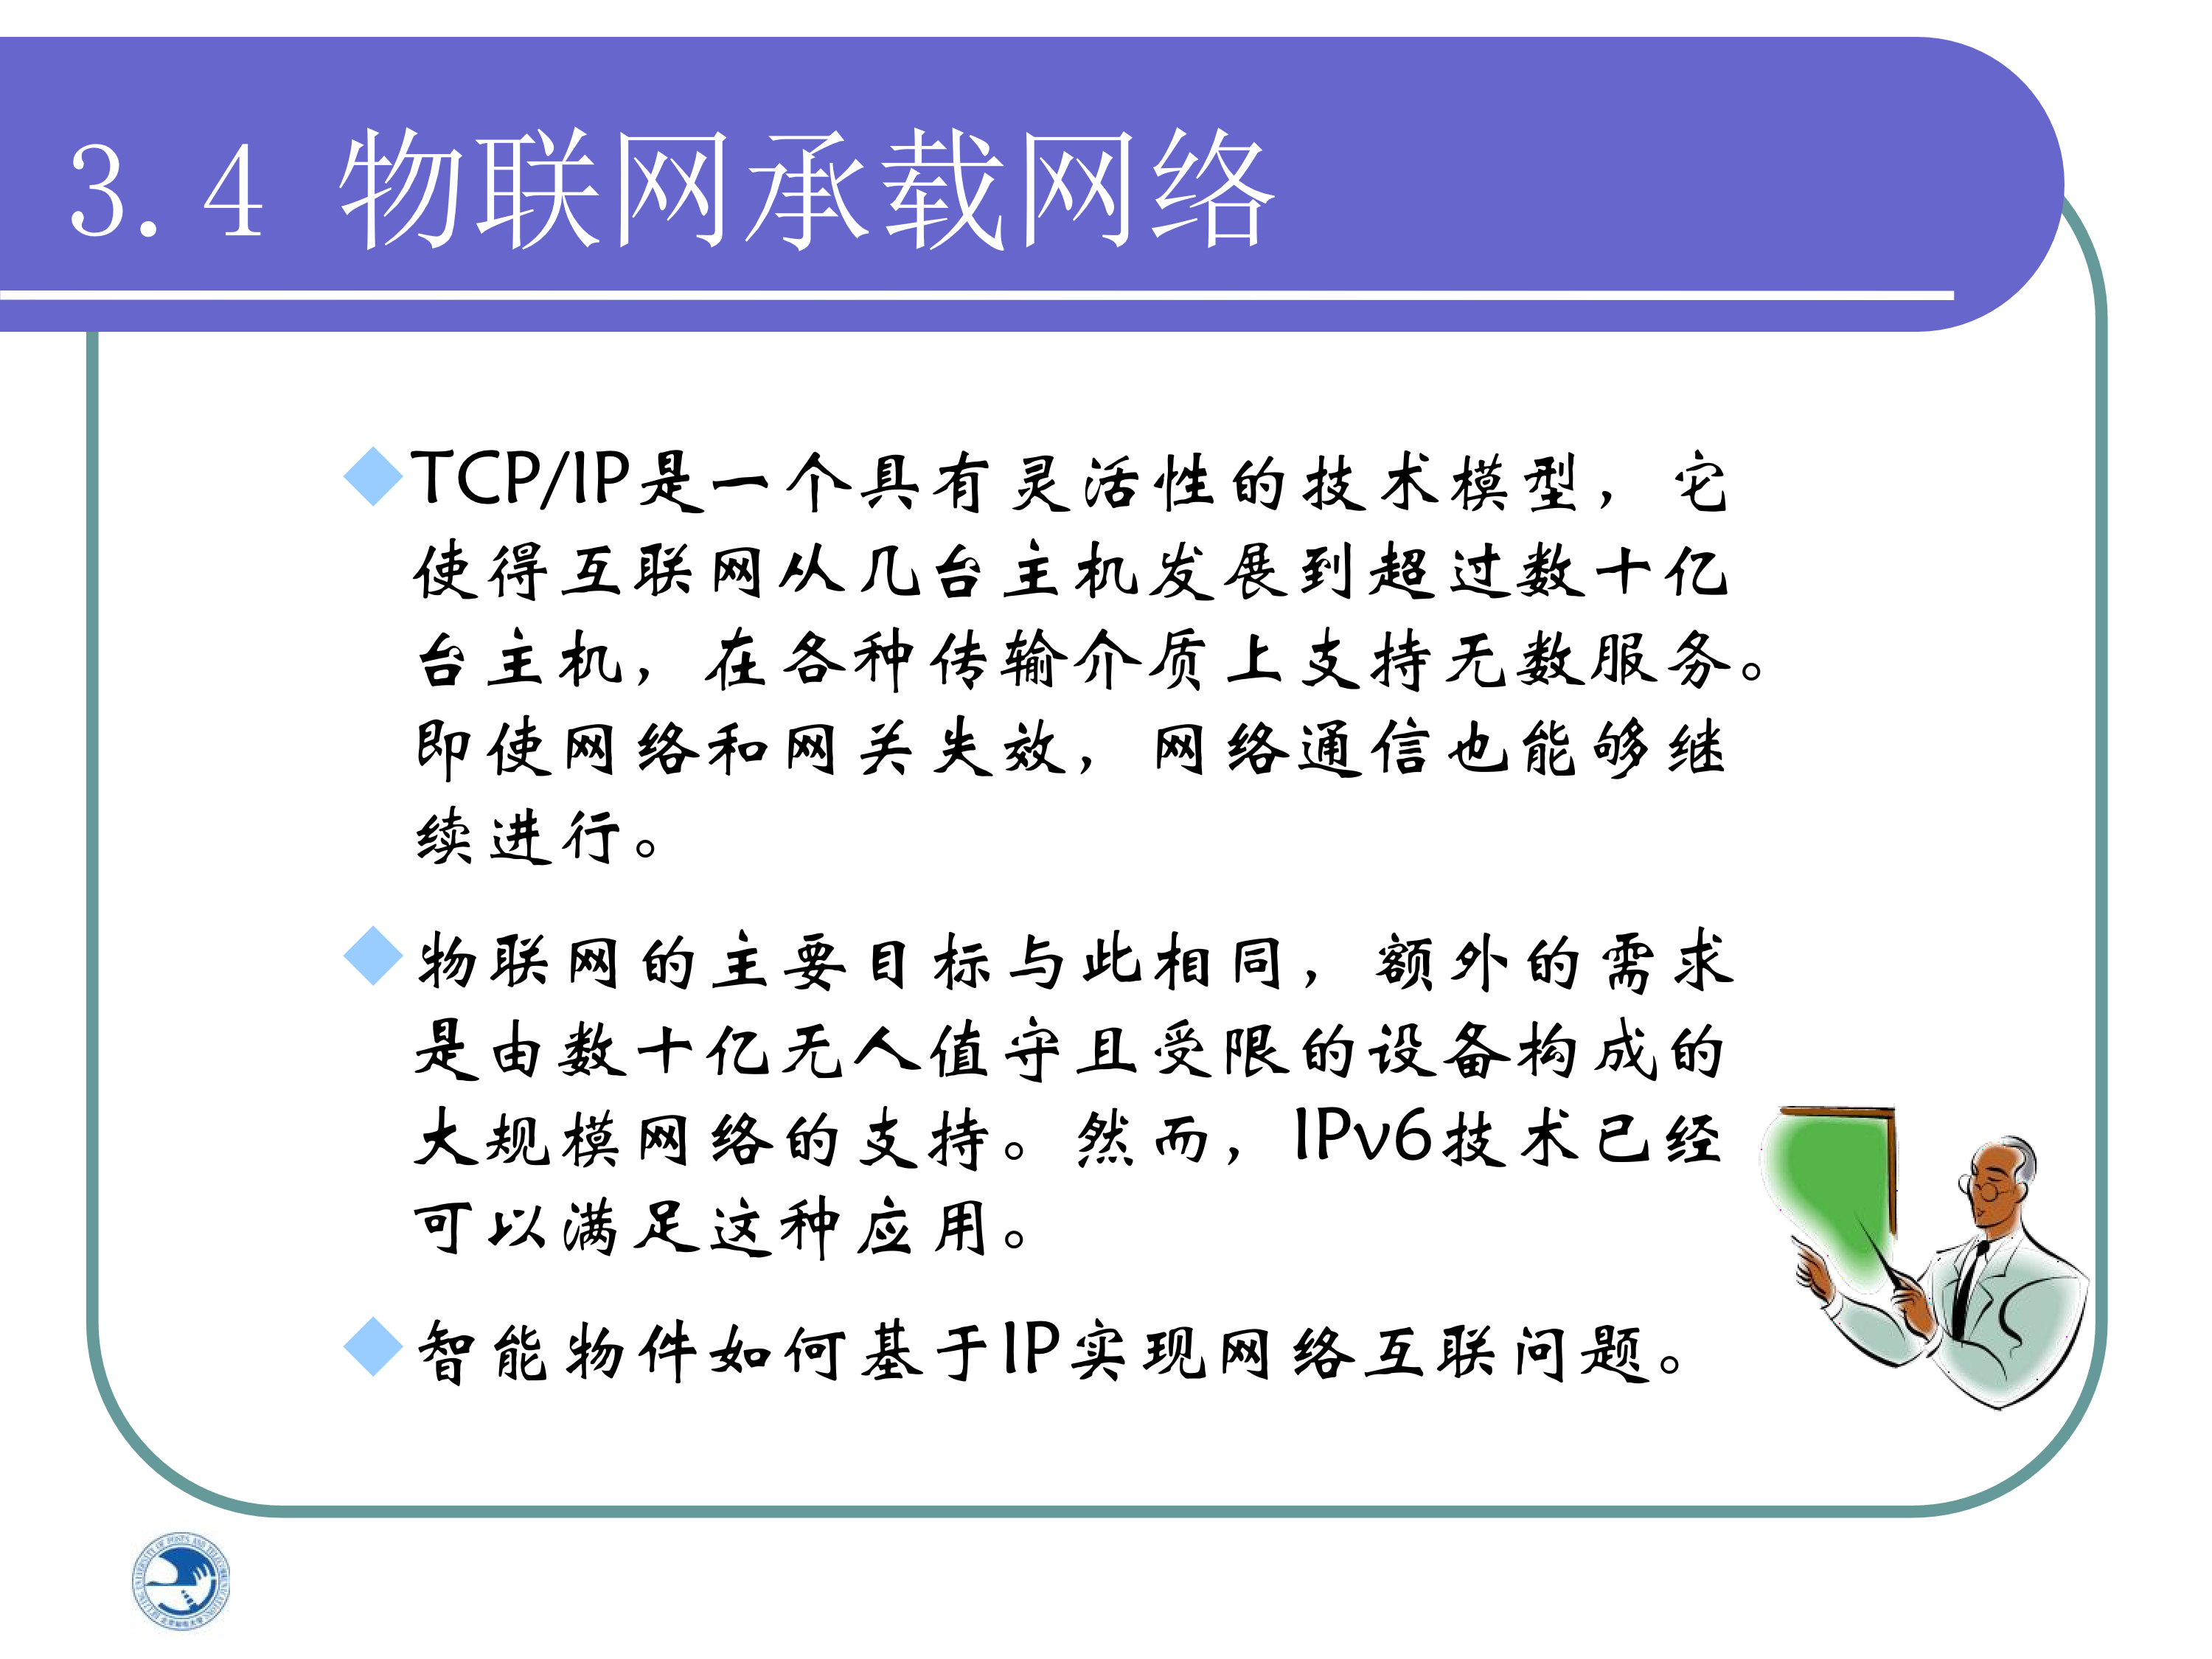 3.4 物联网承载网络
TCP/IP是一个具有灵活性的技术模型，它
使得互联网从几台主机发展到超过数十亿
台主机，在各种传输介质上支持无数服务。
即使网络和网关失效，网络通信也能够继
续进行。
物联网的主要目标与此相同，额外的需求
是由数十亿无人值守且受限的设备构成的
大规模网络的支持。然而，IPv6技术已经
可以满足这种应用。
智能物件如何基于IP实现网络互联问题。